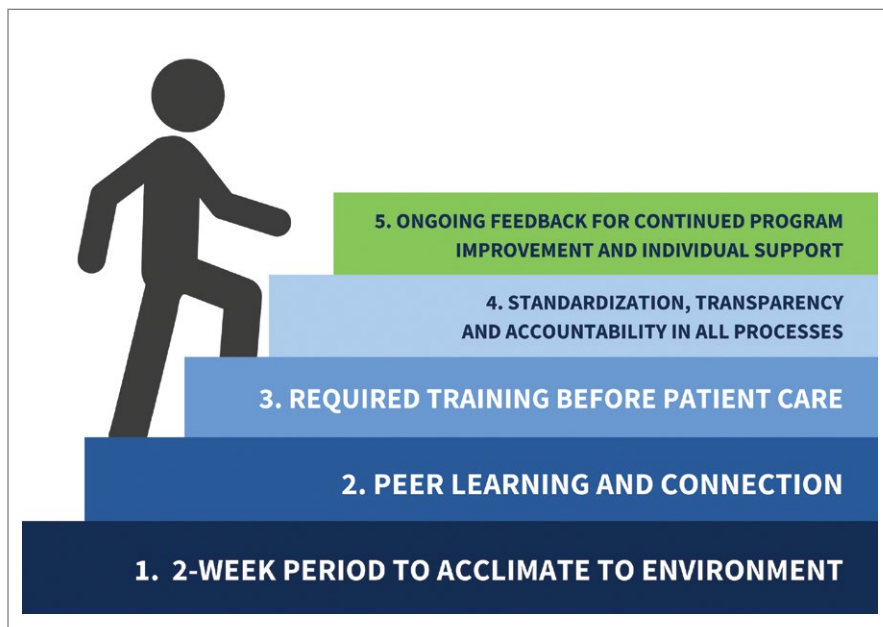 5. ONGOING FEEDBACK FOR CONTINUED PROGRAM
IMPROVEMENT AND INDIVIDUAL SUPPORT
4. STANDARDIZATION, TRANSPARENCY
AND ACCOUNTABILITY IN ALL PROCESSES
3. REQUIRED TRAINING BEFORE PATIENT CARE
2. PEER LEARNING AND CONNECTION
1. 2-WEEK PERIOD TO ACCLIMATE TO ENVIRONMENT